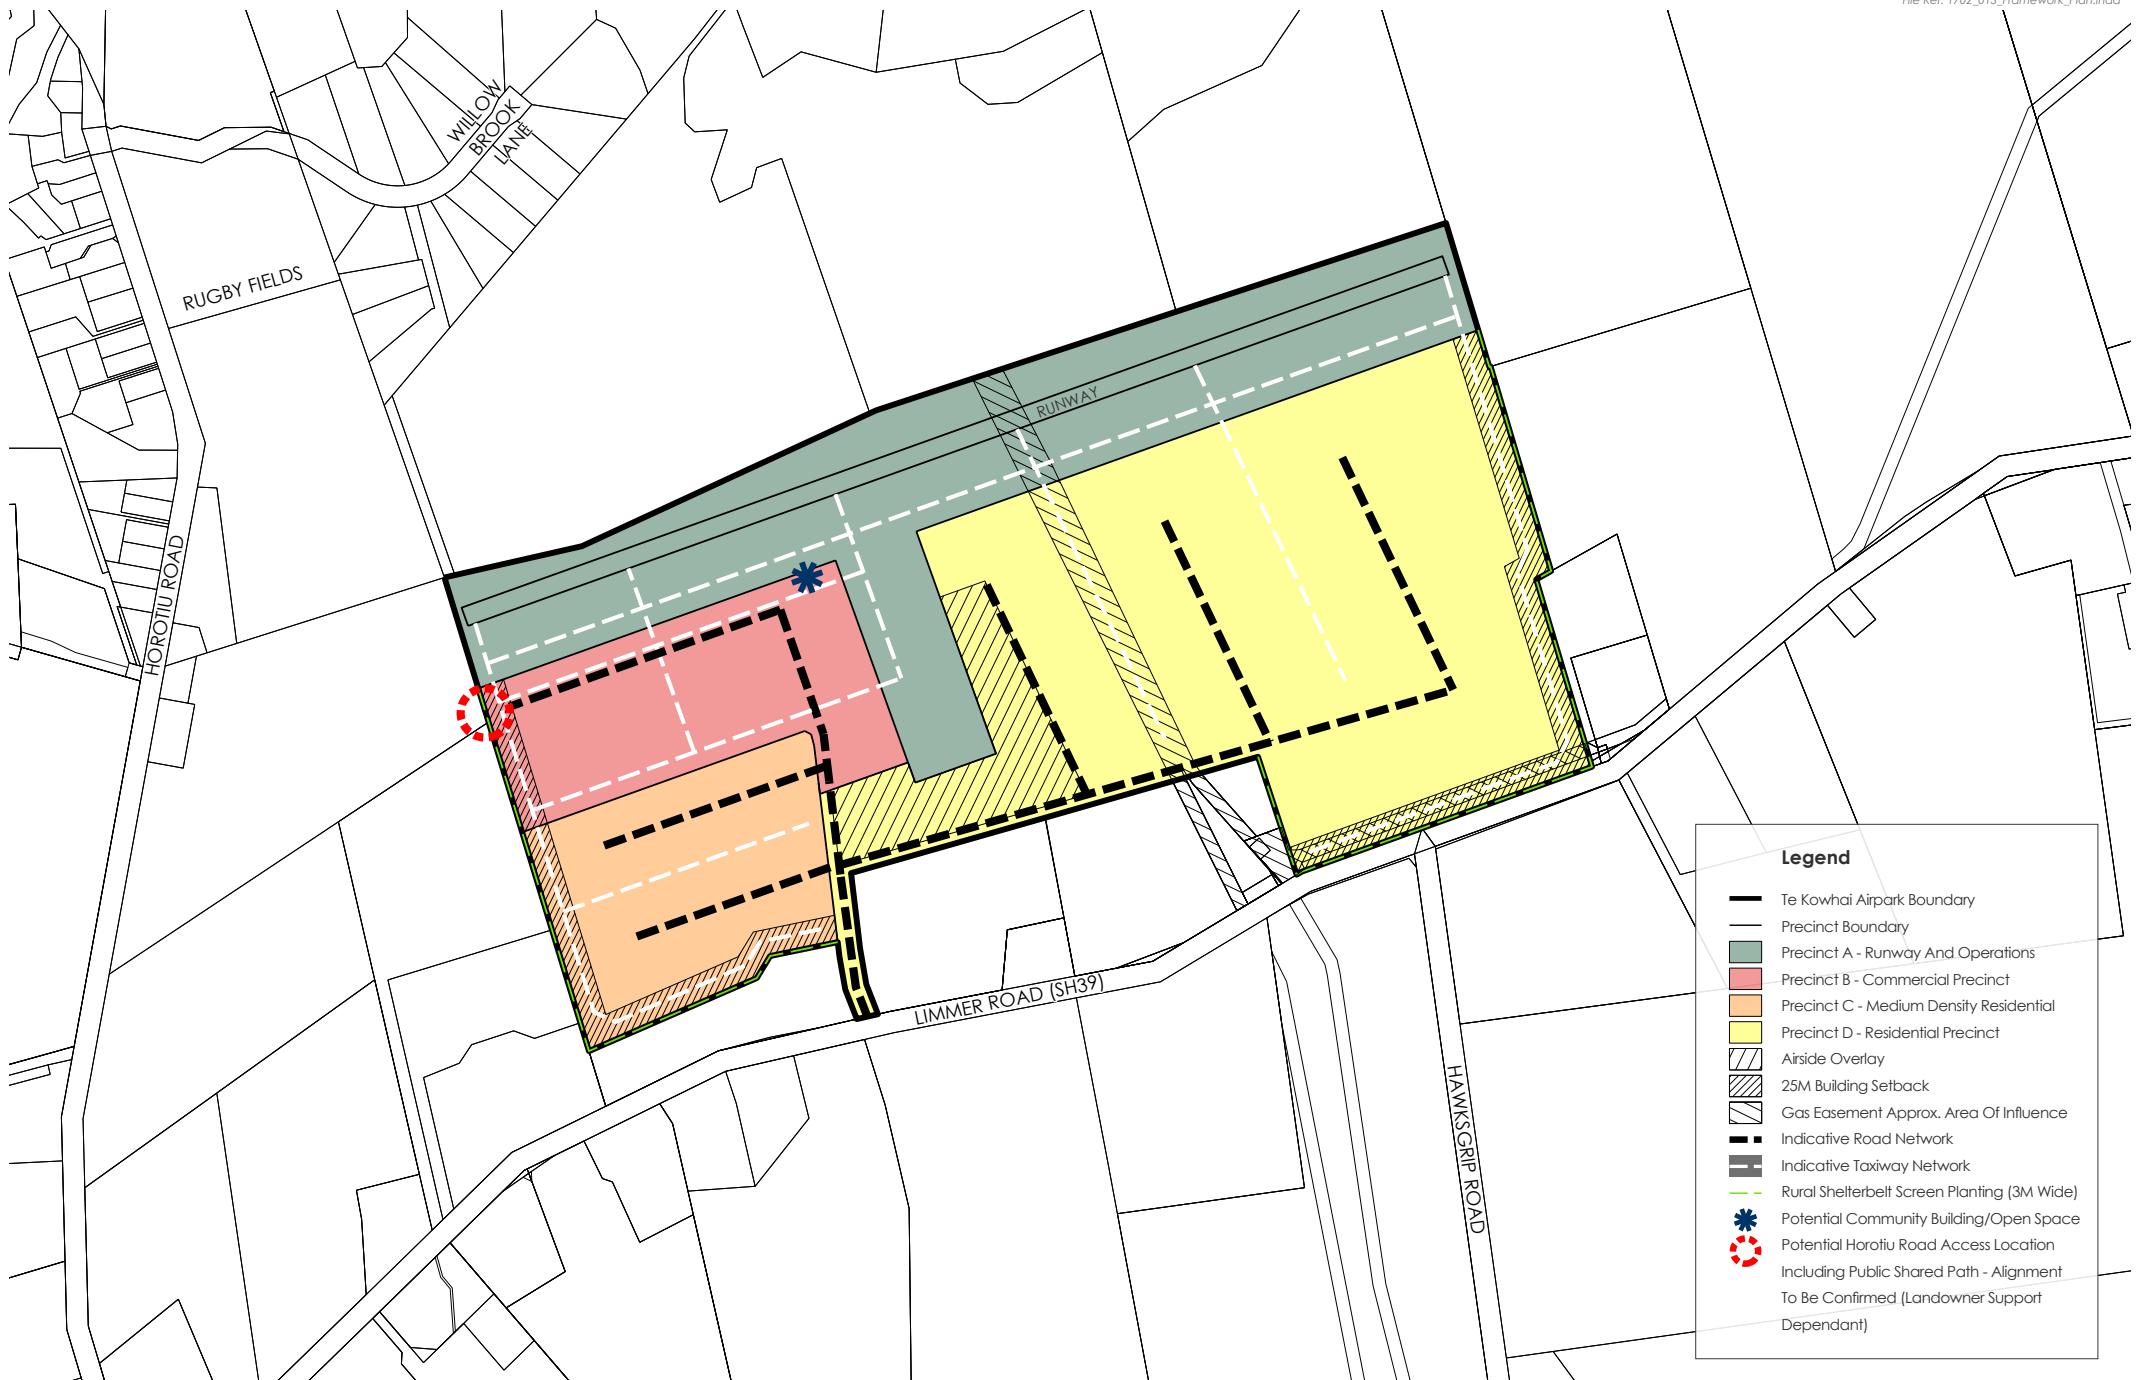 WILLOW
BROOK
LANE
RUGBY FIELDS
RUNWAY
HOROTIU ROAD
LIMMER ROAD (SH39)
HAWKSGRIP ROAD
Legend
Te Kowhai Airpark Boundary
Precinct Boundary
Precinct A - Runway And Operations
Precinct B - Commercial Precinct
Precinct C - Medium Density Residential
Precinct D - Residential Precinct
Airside Overlay
25M Building Setback
Gas Easement Approx. Area Of Influence
Indicative Road Network
Indicative Taxiway Network
Rural Shelterbelt Screen Planting (3M Wide)
Potential Community Building/Open Space
Potential Horotiu Road Access Location
Including Public Shared Path - Alignment
To Be Confirmed (Landowner Support
Dependant)